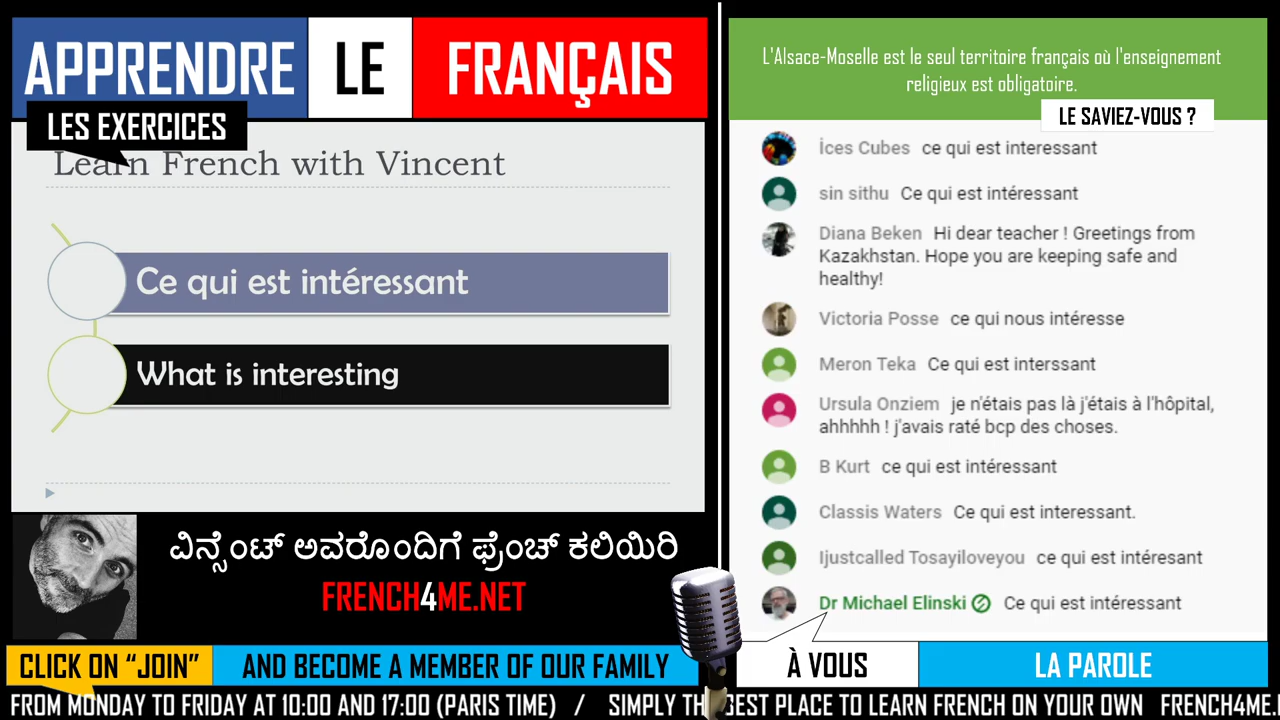 APPRENDRE LE FRANÇAIS
LES EXERCICES
Learn French with Vincent
Ce qui est intéressant
What is interesting
ವಿನ್ಸೆಂಟ್ ಅವರೊಂದಿಗೆ ಫ್ರೆಂಚ್ ಕಲಿಯಿರಿ
FRENCH4ME.NET
CLICK ON “JOIN” AND BECOME A MEMBER OF OUR FAMILY
L'Alsace-Moselle est le seul territoire français où l'enseignement
religieux est obligatoire.
LE SAVIEZ-VOUS ?
İces Cubes ce qui est interessant
sin sithu Ce qui est intéressant
Diana Beken Hi dear teacher ! Greetings from
Kazakhstan. Hope you are keeping safe and
healthy!
Victoria Posse ce qui nous intéresse
Meron Teka Ce qui est interssant
Ursula Onziem je n'étais pas là j'étais à l'hôpital,
ahhhhh ! j'avais raté bcp des choses.
B Kurt ce qui est intéressant
Classis Waters Ce qui est interessant.
Ijustcalled Tosayiloveyou ce qui est intéresant
Dr Michael Elinski Ce qui est intéressant
À VOUS LA PAROLE
FROM MONDAY TO FRIDAY AT 10:00 AND 17:00 (PARIS TIME) / SIMPLY THE BEST PLACE TO LEARN FRENCH ON YOUR OWN FRENCH4ME.